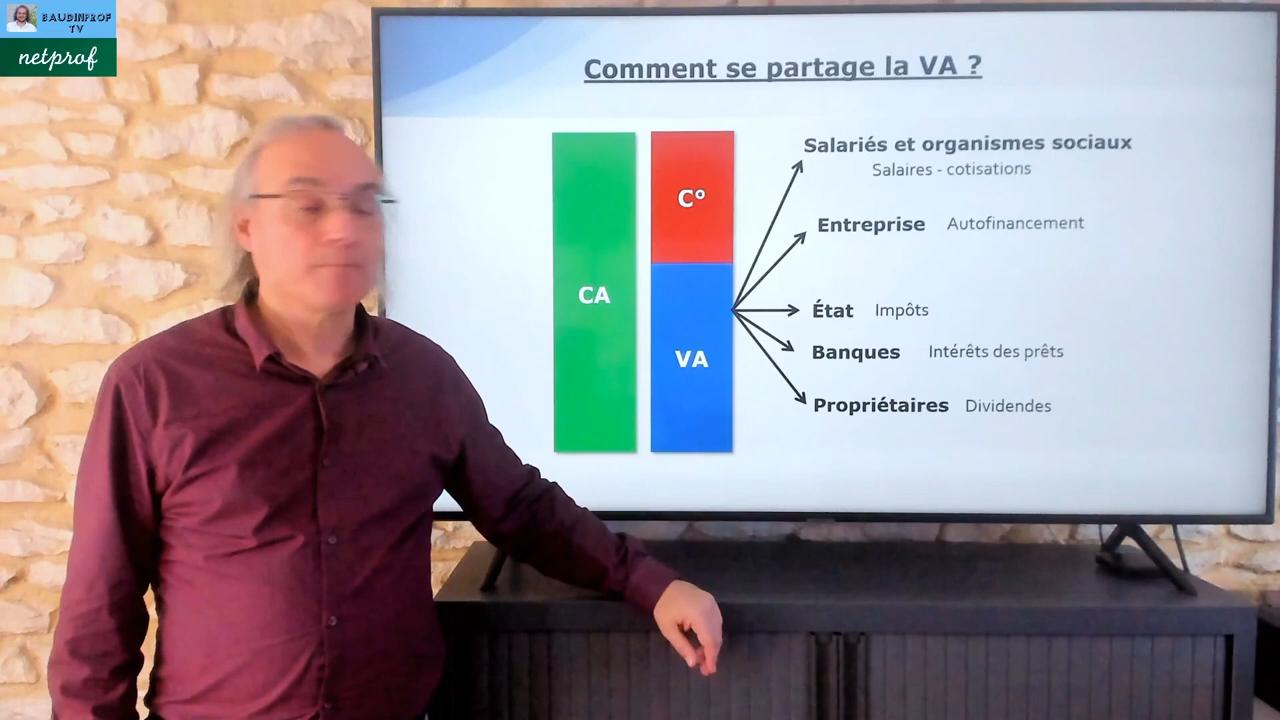 BAUDINPROF
TV
netprof
Comment se partage la VA ?
CA
C°
VA
Salariés et organismes sociaux
Salaires - cotisations
Entreprise Autofinancement
État Impôts
Banques Intérêts des prêts
Propriétaires Dividendes